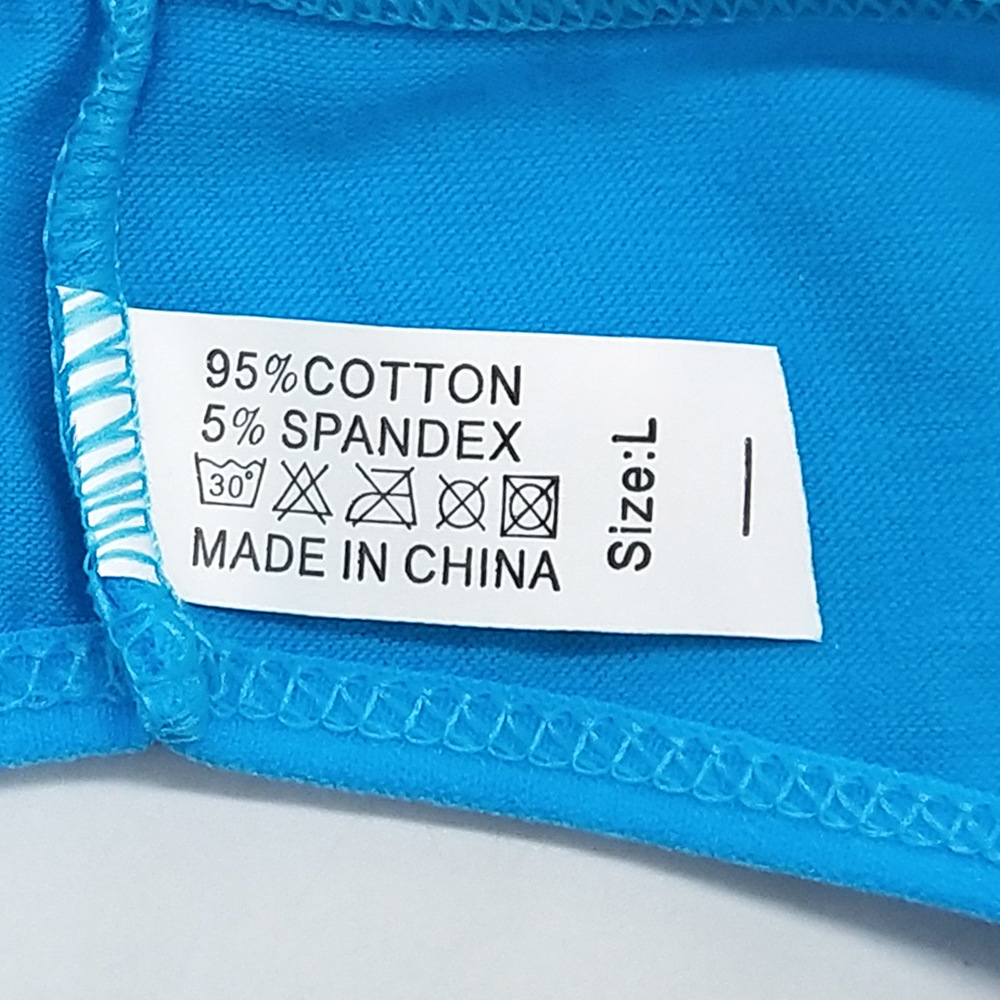 95%COTTON
5% SPANDEX
30°
MADE IN CHINA
Size:L